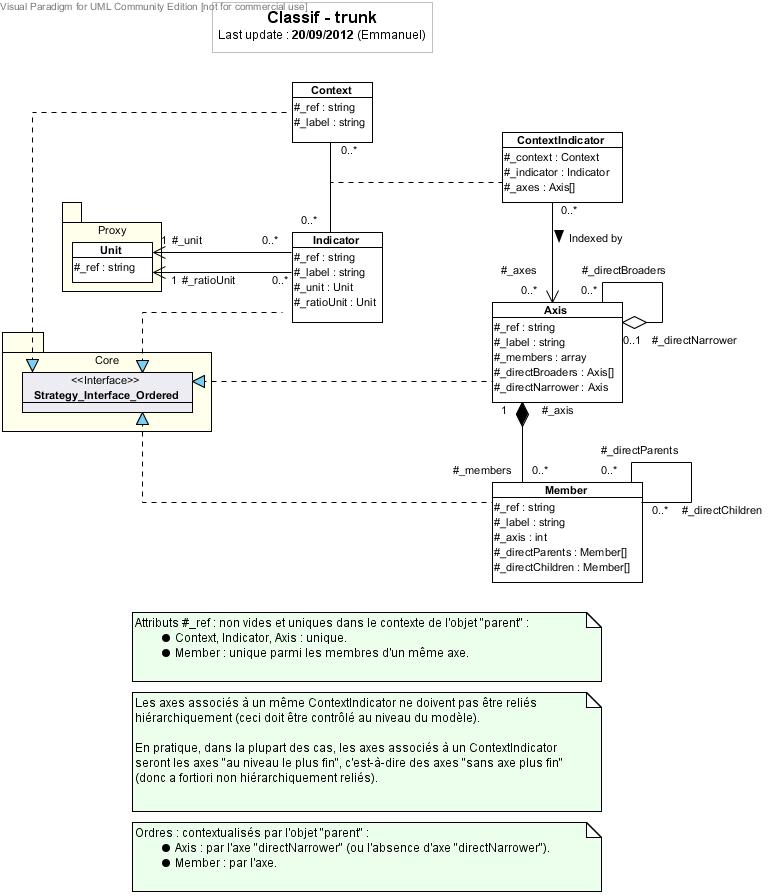 Visual Paradigm for UML Community Edition [not for commercial use]
Classif - trunk
Last update : 20/09/2012 (Emmanuel)
Context
#_ref : string
#_label : string
0..*
ContextIndicator
#_context : Context
#_indicator : Indicator
#_axes : Axis[]
0..*
Indexed by
Proxy
Unit
#_ref : string
1 #_unit
0..*
1 #_ratioUnit
0..*
0..*
Indicator
#_ref : string
#_label : string
#_unit : Unit
#_ratioUnit : Unit
#_axes
0..*
#_directBroaders
0..*
Axis
#_ref : string
#_label : string
#_members : array
#_directBroaders : Axis[]
#_directNarrower : Axis
0..1 #_directNarrower
Core
<<Interface>>
Strategy_Interface_Ordered
1 #_axis
#_members 0..*
#_directParents
0..*
Member
#_ref : string
#_label : string
#_axis : int
#_directParents : Member[]
#_directChildren : Member[]
0..* #_directChildren
Attributs #_ref : non vides et uniques dans le contexte de l'objet "parent" :
● Context, Indicator, Axis : unique.
● Member : unique parmi les membres d'un même axe.
Les axes associés à un même ContextIndicator ne doivent pas être reliés
hiérarchiquement (ceci doit être contrôlé au niveau du modèle).
En pratique, dans la plupart des cas, les axes associés à un ContextIndicator
seront les axes "au niveau le plus fin", c'est-à-dire des axes "sans axe plus fin"
(donc a fortiori non hiérarchiquement reliés).
Ordres : contextualisés par l'objet "parent" :
● Axis : par l'axe "directNarrower" (ou l'absence d'axe "directNarrower").
● Member : par l'axe.